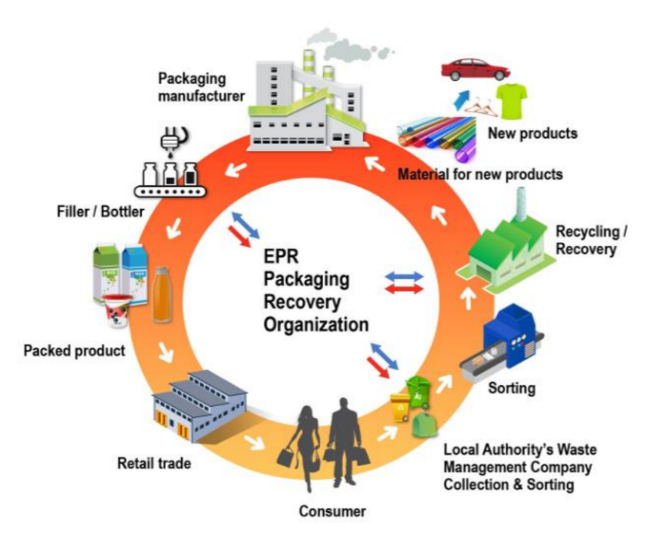 Packaging
manufacturer
New products
Material for new products
Filler / Bottler
Recycling /
Recovery
EPR
Packaging
Recovery
Organization
Packed product
Sorting
Retail trade
Local Authority's Waste
Management Company
Collection & Sorting
Consumer